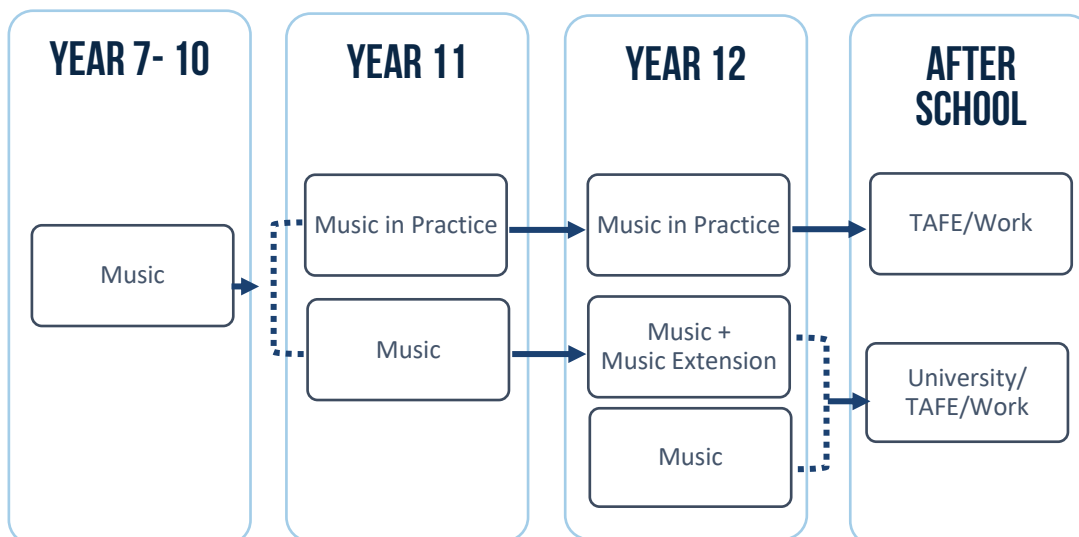 YEAR 7- 10
Music
YEAR 11
Music in Practice
Music
YEAR 12
Music in Practice
Music +
Music Extension
Music
AFTER
SCHOOL
TAFE/Work
University/
TAFE/Work